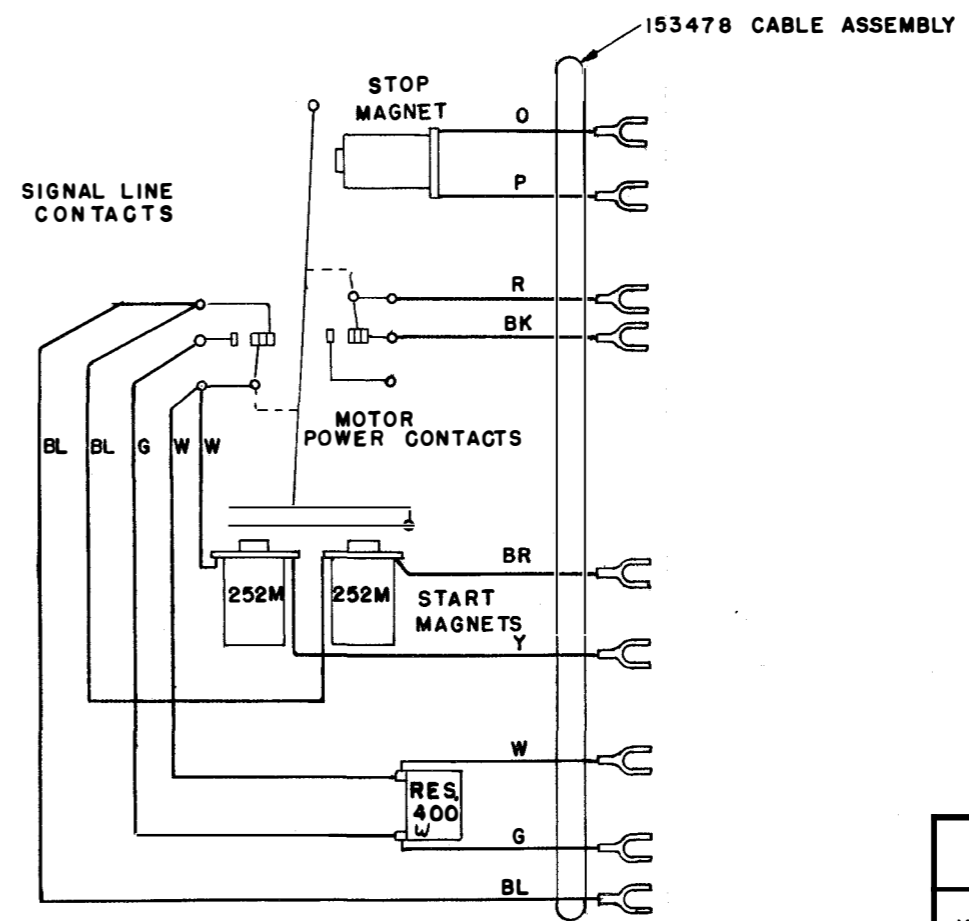 153478 CABLE ASSEMBLY
STOP
MAGNET
O
P
SIGNAL LINE
CONTACTS
R
BK
MOTOR
POWER CONTACTS
BL
BL
G
W
W
BR
252M
252M
START
MAGNETS
Y
W
RES.
400
W
G
BL